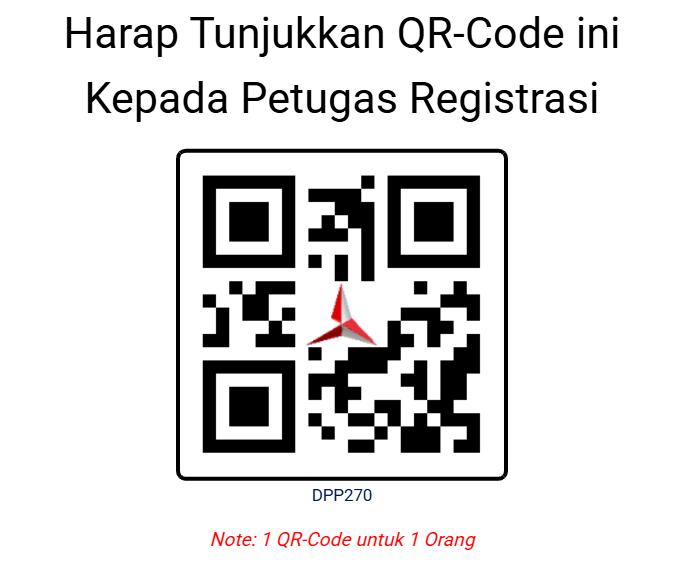 Harap Tunjukkan QR-Code ini
Kepada Petugas Registrasi
DPP270
Note: 1 QR-Code untuk 1 Orang